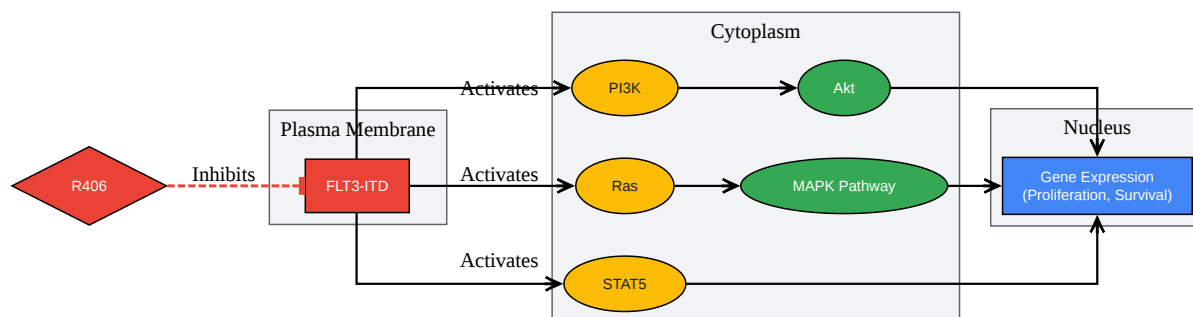 Cytoplasm
Activates
PI3K
Akt
Plasma Membrane
Nucleus
R406
Inhibits
FLT3-ITD
Activates
Ras
MAPK Pathway
Gene Expression
(Proliferation, Survival)
Activates
STAT5